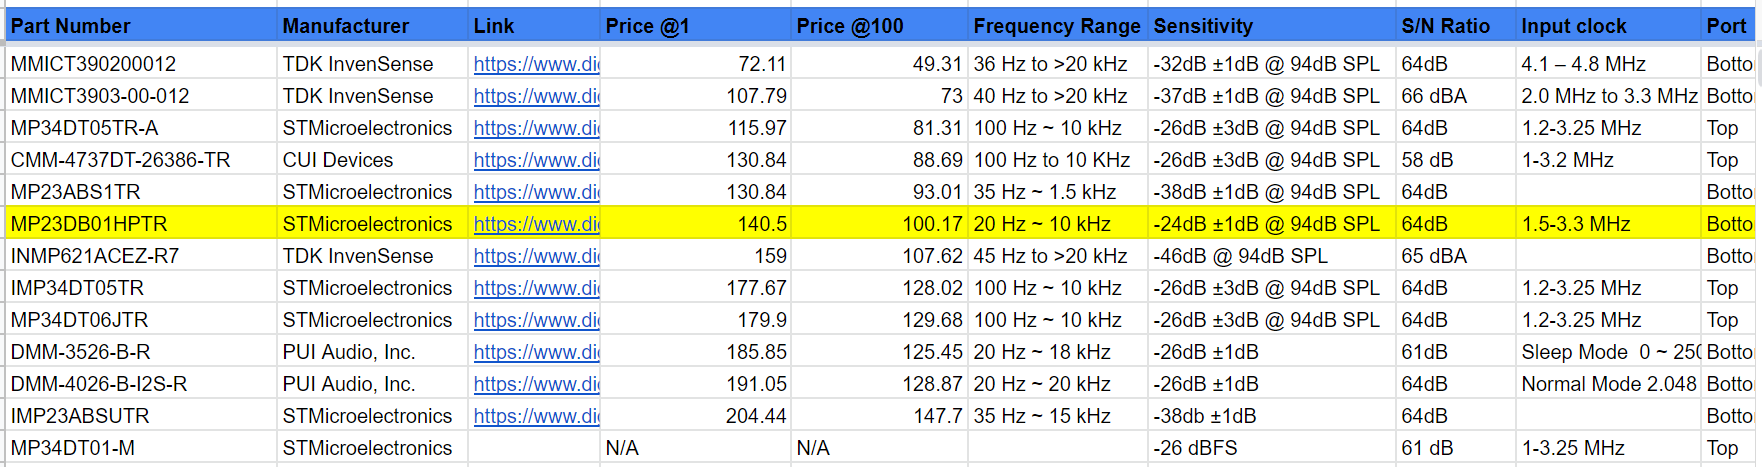 Part Number Manufacturer Link Price @1 Price @100 Frequency Range Sensitivity S/N Ratio Input clock Port
MMICT390200012 TDK InvenSense https://www.di 72.11 49.31 36 Hz to >20 kHz -32dB ±1dB @ 94dB SPL 64dB 4.1 – 4.8 MHz Botto
MMICT3903-00-012 TDK InvenSense https://www.di 107.79 73 40 Hz to >20 kHz -37dB ±1dB @ 94dB SPL 66 dBA 2.0 MHz to 3.3 MHz Botto
MP34DT05TR-A STMicroelectronics https://www.di 115.97 81.31 100 Hz ~ 10 kHz -26dB ±3dB @ 94dB SPL 64dB 1.2-3.25 MHz Top
CMM-4737DT-26386-TR CUI Devices https://www.di 130.84 88.69 100 Hz to 10 KHz -26dB ±3dB @ 94dB SPL 58 dB 1-3.2 MHz Top
MP23ABS1TR STMicroelectronics https://www.di 130.84 93.01 35 Hz ~ 1.5 kHz -38dB ±1dB @ 94dB SPL 64dB Botto
MP23DB01HPTR STMicroelectronics https://www.di 140.5 100.17 20 Hz ~ 10 kHz -24dB ±1dB @ 94dB SPL 64dB 1.5-3.3 MHz Botto
INMP621ACEZ-R7 TDK InvenSense https://www.di 159 107.62 45 Hz to >20 kHz -46dB @ 94dB SPL 65 dBA Botto
IMP34DT05TR STMicroelectronics https://www.di 177.67 128.02 100 Hz ~ 10 kHz -26dB ±3dB @ 94dB SPL 64dB 1.2-3.25 MHz Top
MP34DT06JTR STMicroelectronics https://www.di 179.9 129.68 100 Hz ~ 10 kHz -26dB ±3dB @ 94dB SPL 64dB 1.2-3.25 MHz Top
DMM-3526-B-R PUI Audio, Inc. https://www.di 185.85 125.45 20 Hz ~ 18 kHz -26dB ±1dB 61dB Sleep Mode 0 ~ 250 Botto
DMM-4026-B-I2S-R PUI Audio, Inc. https://www.di 191.05 128.87 20 Hz ~ 20 kHz -26dB ±1dB 64dB Normal Mode 2.048 Botto
IMP23ABSUTR STMicroelectronics https://www.di 204.44 147.7 35 Hz ~ 15 kHz -38db ±1dB 64dB Botto
MP34DT01-M STMicroelectronics N/A N/A -26 dBFS 61 dB 1-3.25 MHz Top